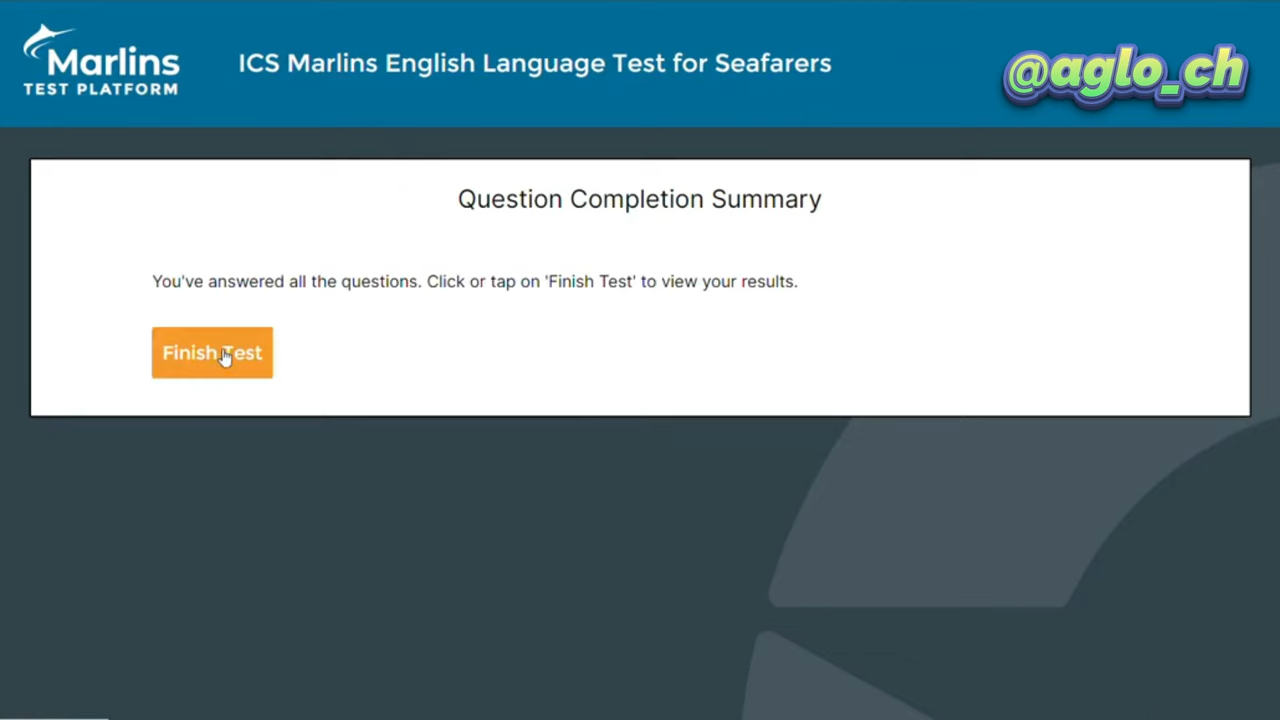 Marlins
TEST PLATFORM
ICS Marlins English Language Test for Seafarers
@aglo_ch
Question Completion Summary
You've answered all the questions. Click or tap on 'Finish Test' to view your results.
Finish Test